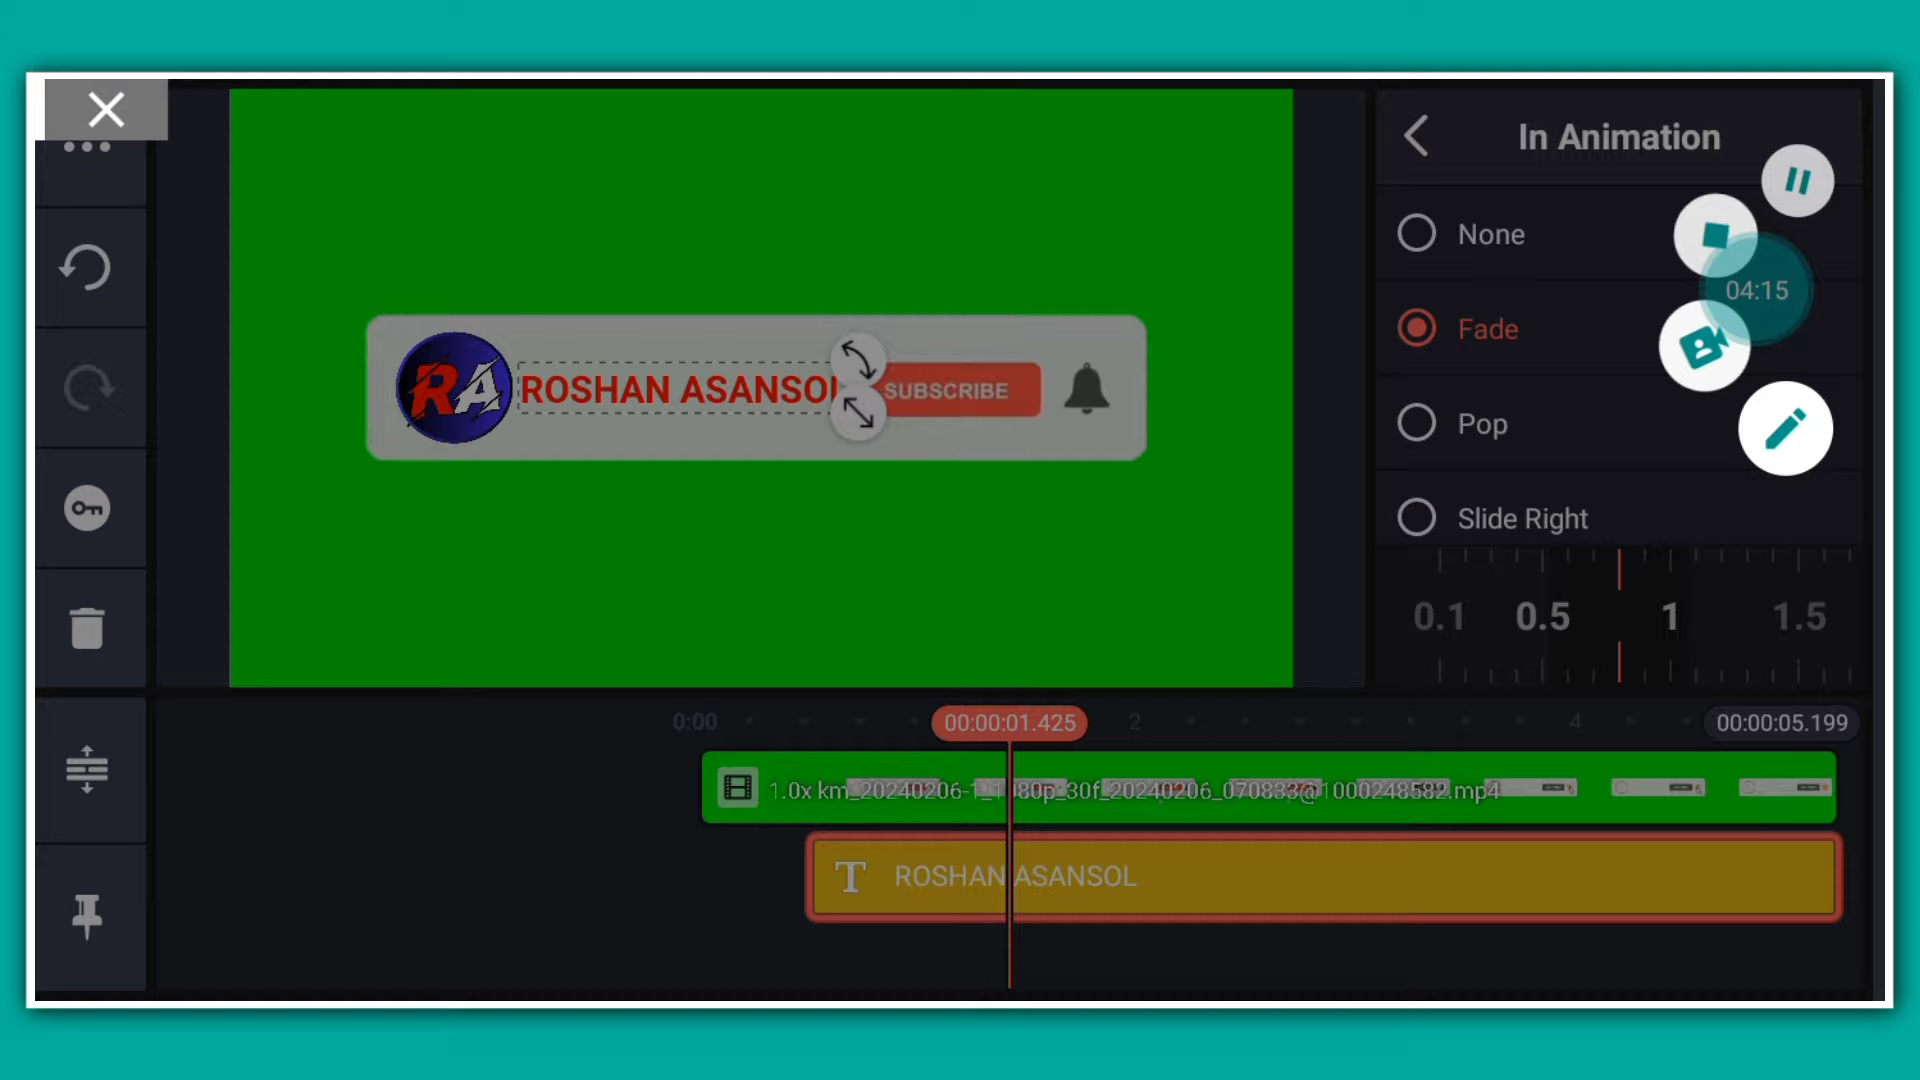 In Animation
None
04:15
Fade
RA
ROSHAN ASANSOL
SUBSCRIBE
Pop
Slide Right
0.1 0.5 1 1.5
0:00 00:00:01.425 2 4 00:00:05.199
1.0x km_20240206-1_1080p_30f_20240206_070833@1000248582.mp4
T ROSHAN ASANSOL